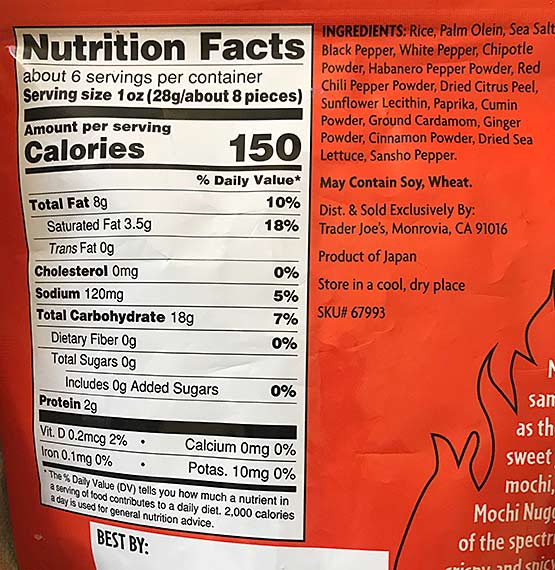 Nutrition Facts
about 6 servings per container
Serving size 1 oz (28g/about 8 pieces)
Amount per serving
Calories 150
% Daily Value*
Total Fat 8g 10%
Saturated Fat 3.5g 18%
Trans Fat 0g
Cholesterol 0mg 0%
Sodium 120mg 5%
Total Carbohydrate 18g 7%
Dietary Fiber 0g 0%
Total Sugars 0g
Includes 0g Added Sugars 0%
Protein 2g
Vit. D 0.2mcg 2% • Calcium 0mg 0%
Iron 0.1mg 0% • Potas. 10mg 0%
*The % Daily Value (DV) tells you how much a nutrient in
a serving of food contributes to a daily diet. 2,000 calories
a day is used for general nutrition advice.
BEST BY:
INGREDIENTS: Rice, Palm Olein, Sea Salt
Black Pepper, White Pepper, Chipotle
Powder, Habanero Pepper Powder, Red
Chili Pepper Powder, Dried Citrus Peel,
Sunflower Lecithin, Paprika, Cumin
Powder, Ground Cardamom, Ginger
Powder, Cinnamon Powder, Dried Sea
Lettuce, Sansho Pepper.
May Contain Soy, Wheat.
Dist. & Sold Exclusively By:
Trader Joe's, Monrovia, CA 91016
Product of Japan
Store in a cool, dry place
SKU# 67993
sam
as th
sweet
mochi,
Mochi Nugg
of the spectr
crispy and spic